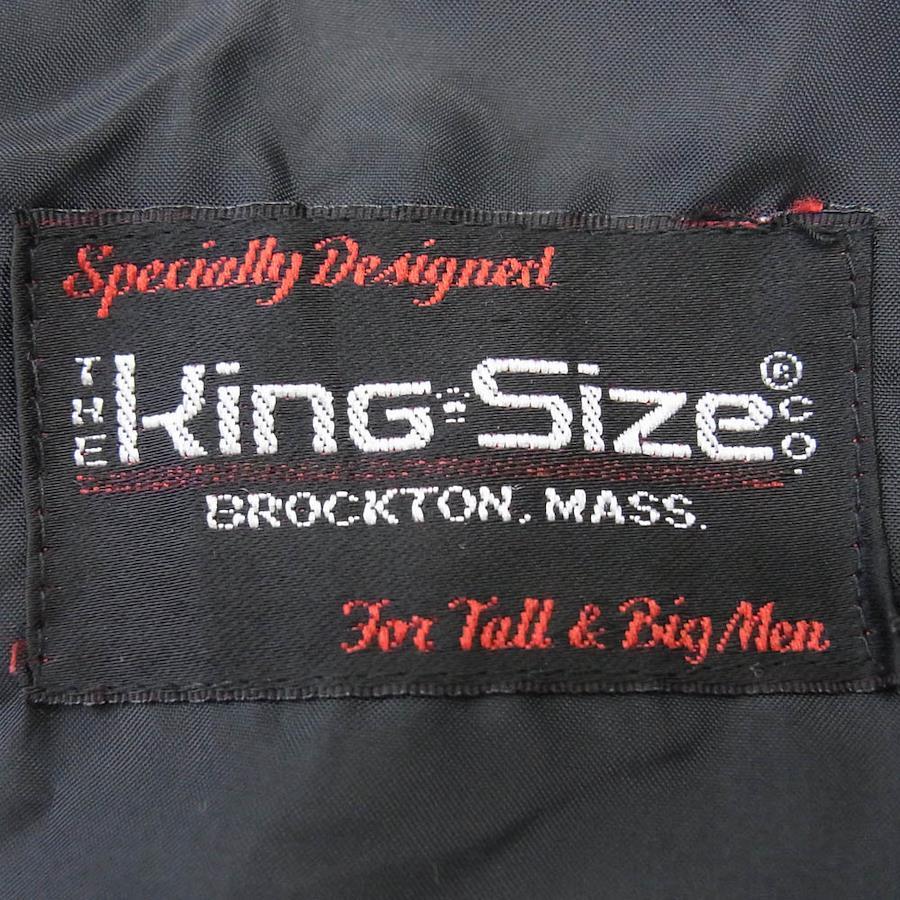 Specially Designed
THE King-Size ® CO.
BROCKTON, MASS.
For Tall & Big Men